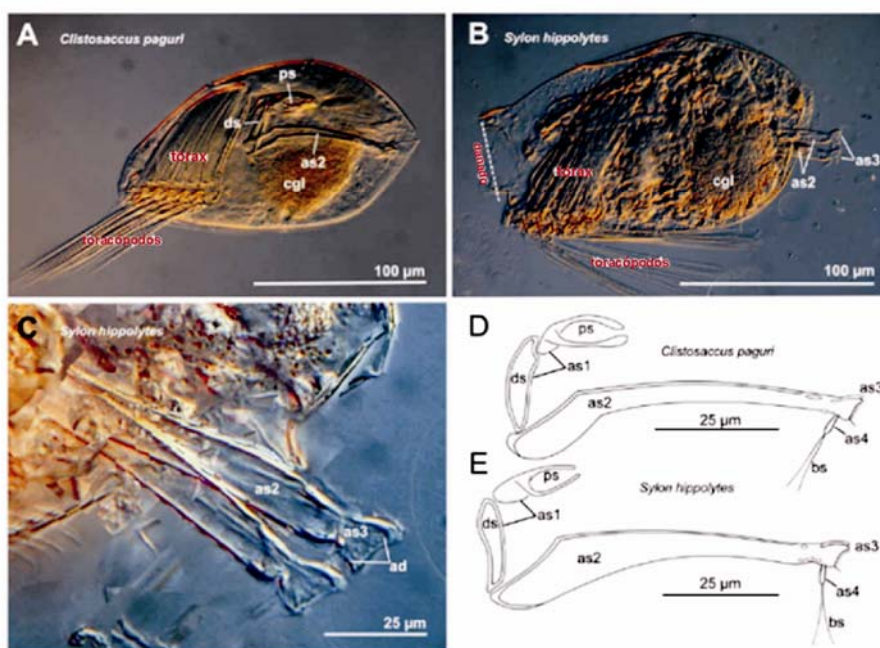 A
Clistosaccus paguri
ps
ds
torax
as2
cgl
toracopodos
100 µm
B
Sylon hippolytes
as3
as2
torax
cgl
toracopodos
100 µm
C
Sylon hippolytes
as2
as3
ad
25 µm
D
ps
as1
Clistosaccus paguri
ds
as2
as3
25 µm
as4
bs
E
ps
Sylon hippolytes
as1
ds
as2
as3
25 µm
as4
bs